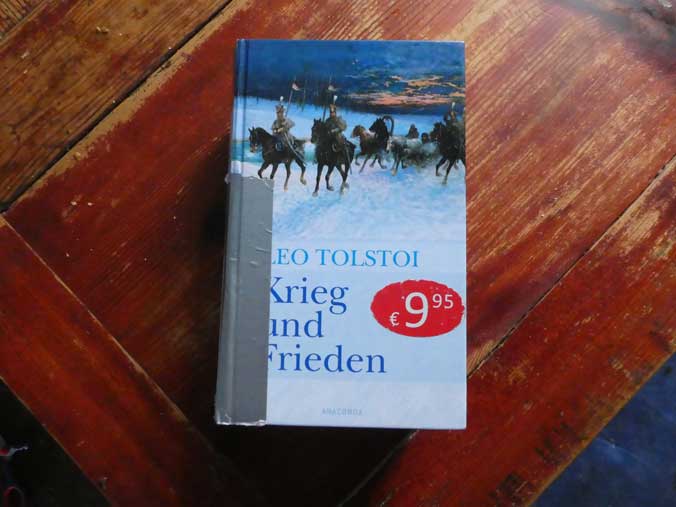 LEO TOLSTOI
Krieg
und
Frieden
€ 9 95
ANACONDA